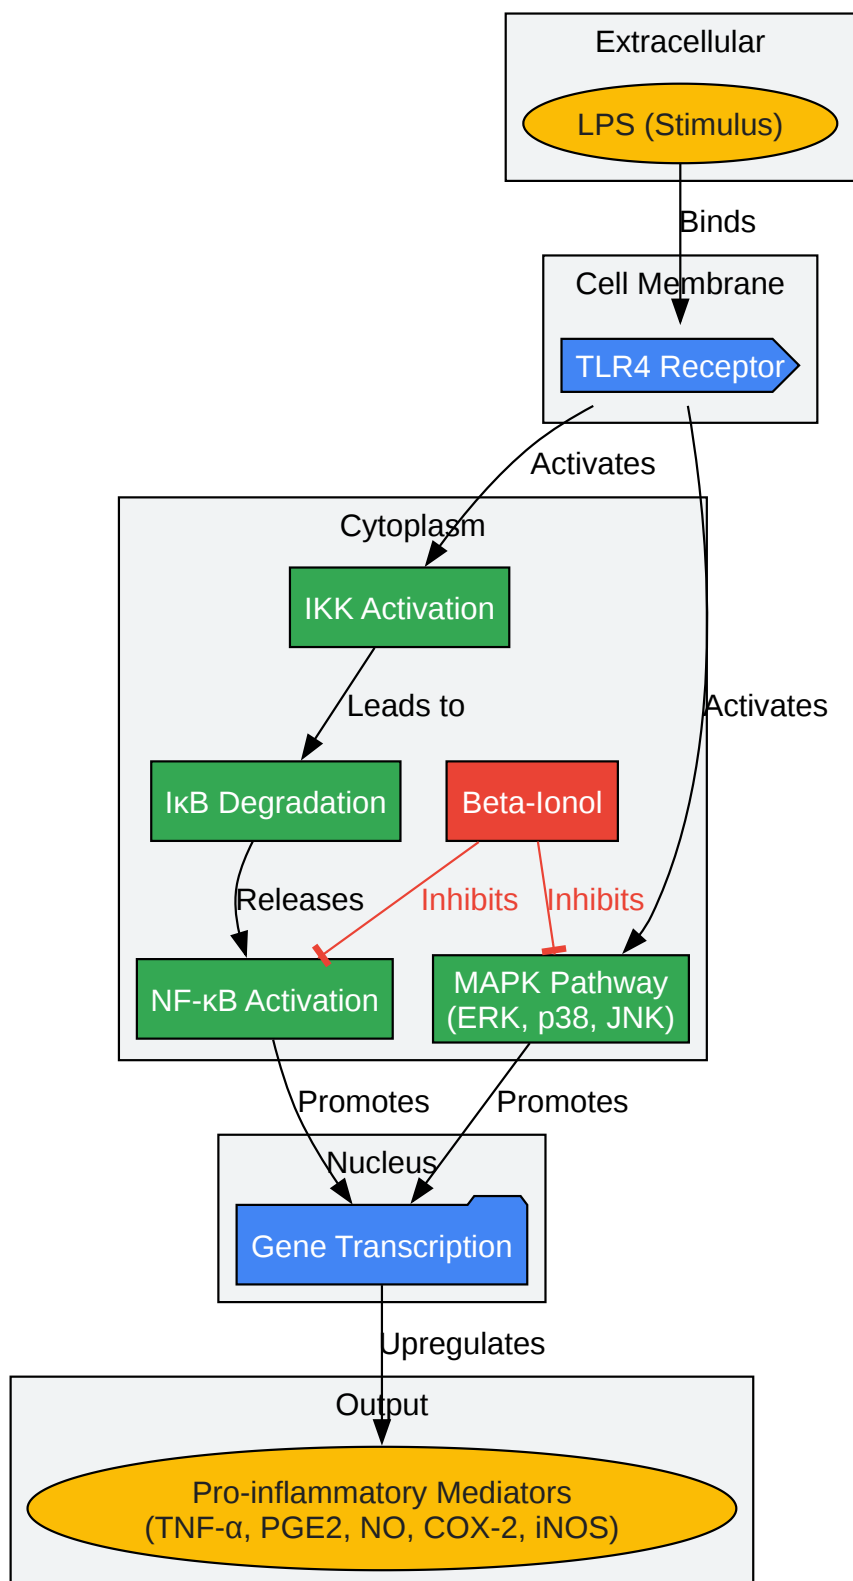 Extracellular
LPS (Stimulus)
Binds
Cell Membrane
TLR4 Receptor
Activates
Cytoplasm
IKK Activation
Leads to
Activates
IκB Degradation
Beta-Ionol
Releases
Inhibits
Inhibits
NF-κB Activation
MAPK Pathway
(ERK, p38, JNK)
Promotes
Promotes
Nucleus
Gene Transcription
Upregulates
Output
Pro-inflammatory Mediators
(TNF-α, PGE2, NO, COX-2, iNOS)